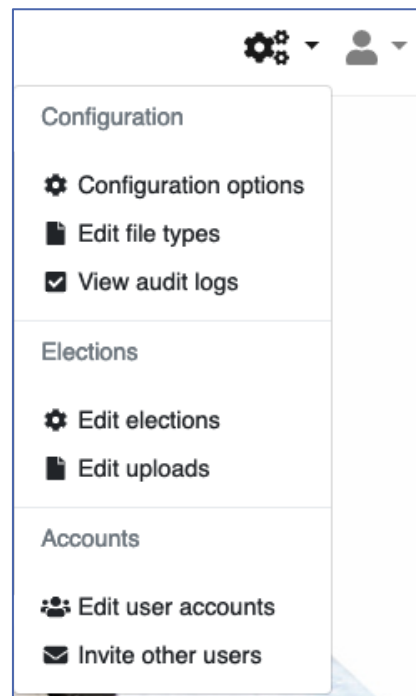 Configuration
Configuration options
Edit file types
View audit logs
Elections
Edit elections
Edit uploads
Accounts
Edit user accounts
Invite other users